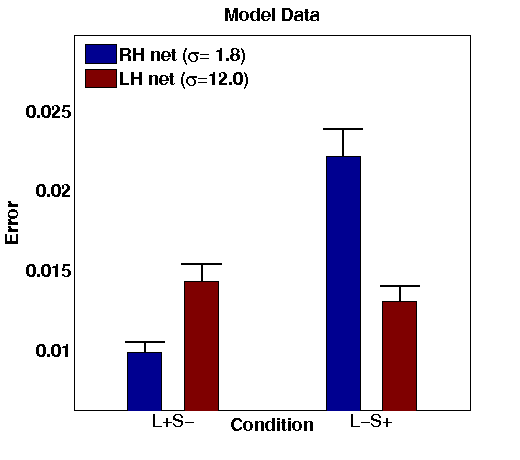 Model Data
RH net (σ= 1.8)
LH net (σ=12.0)
0.025
0.02
0.015
0.01
Error
L+S−
L−S+
Condition